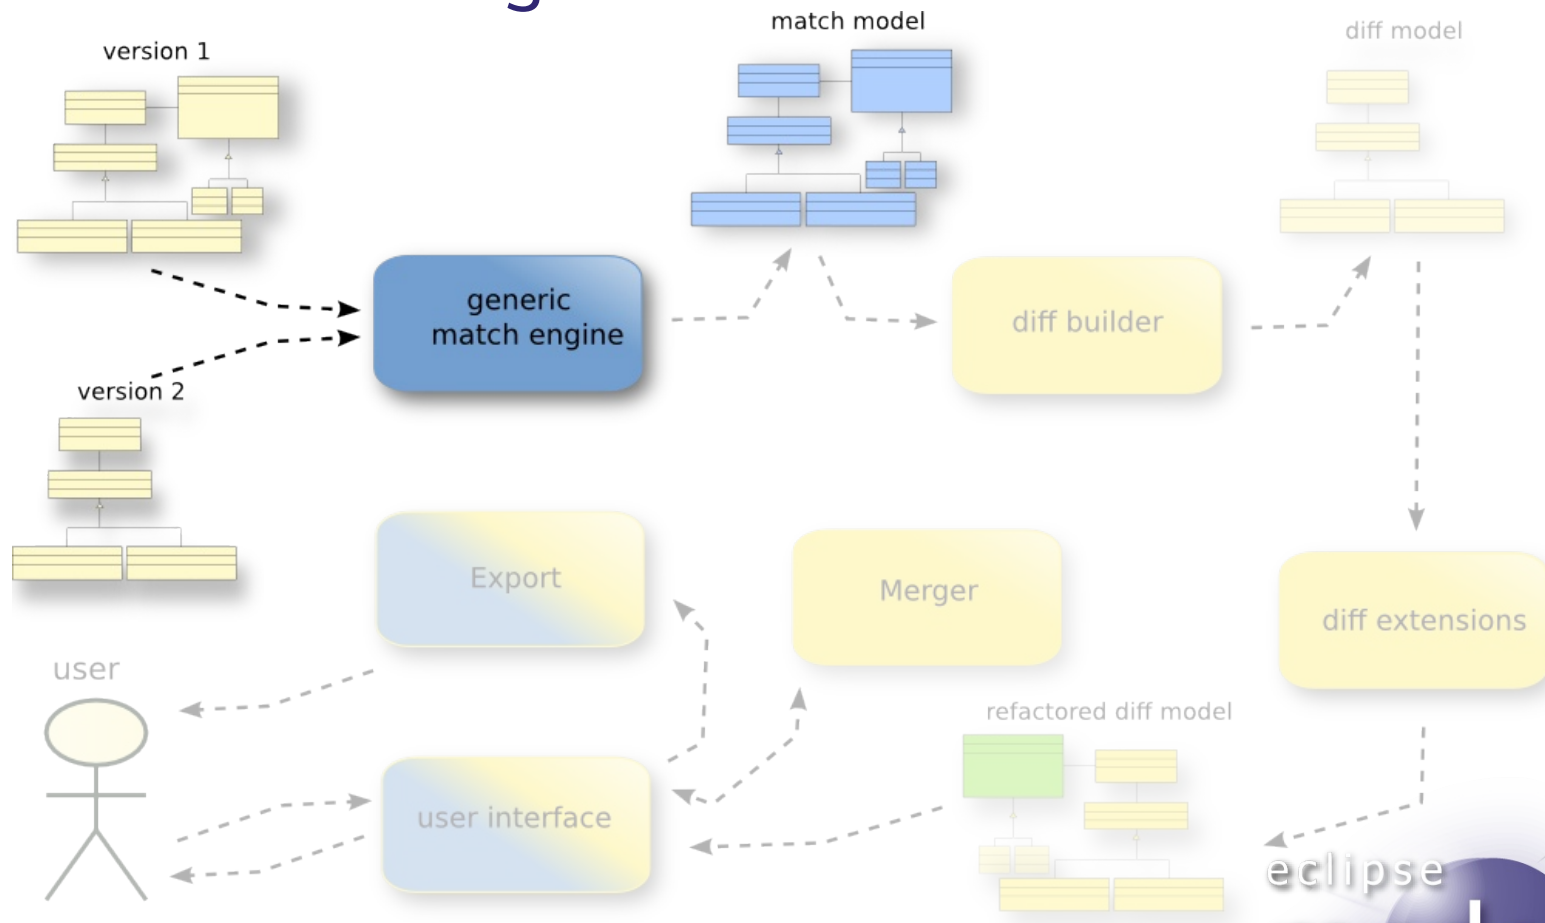 match model
diff model
version 1
generic
match engine
diff builder
version 2
Export
Merger
diff extensions
user
refactored diff model
user interface
eclipse